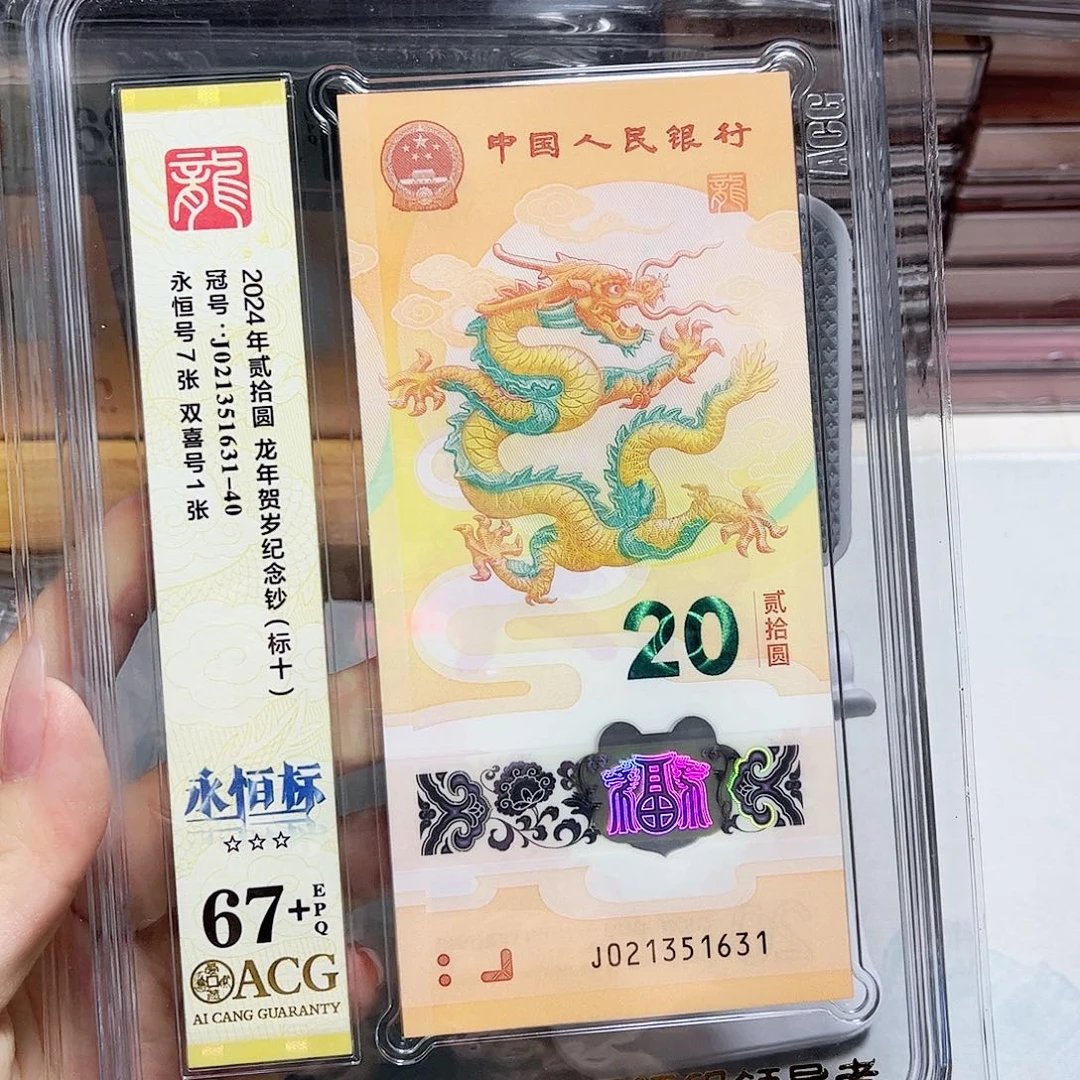 龍
2024年贰拾圆 龙年贺岁纪念钞(标十)
冠号:J021351631-40
永恒号7张 双喜号1张
永恒标
☆☆☆
67+EPQ
ACG
AI CANG GUARANTY
中国人民银行
龍
20
贰拾圆
福
J021351631
ACG